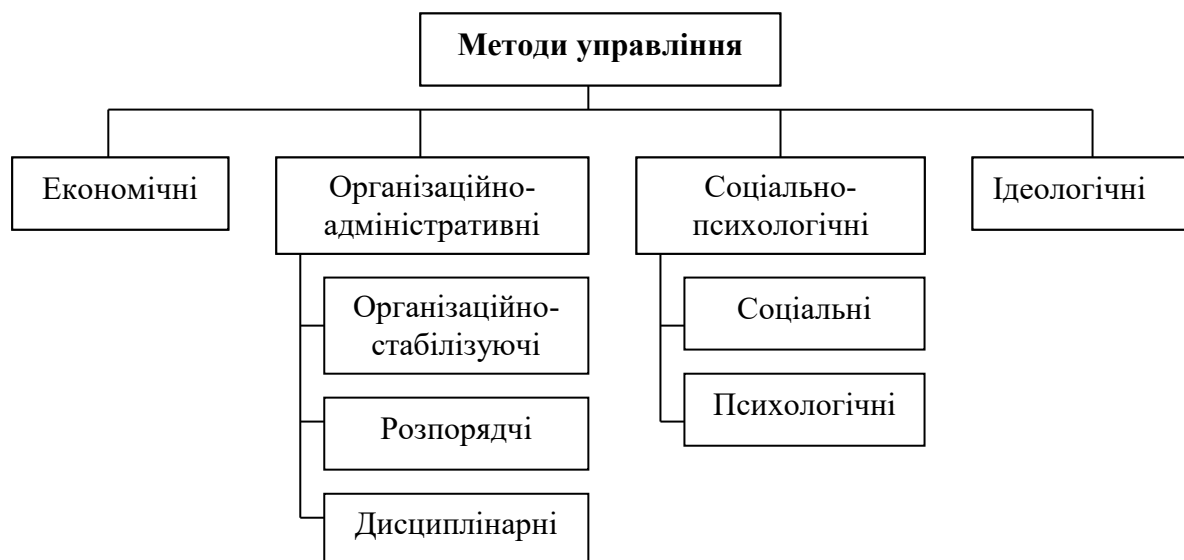 Методи управління
Економічні
Організаційно-
адміністративні
Соціально-
психологічні
Ідеологічні
Організаційно-
стабілізуючі
Розпорядчі
Дисциплінарні
Соціальні
Психологічні